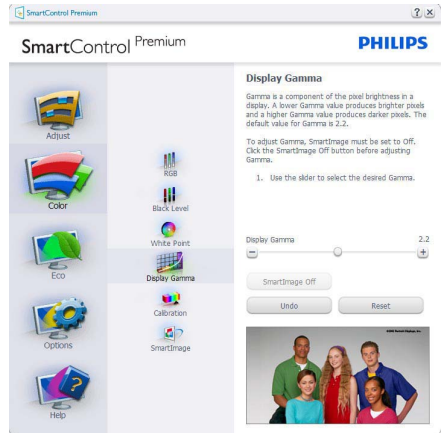 SmartControl Premium
? ×
SmartControl Premium
PHILIPS
Adjust
Color
Eco
Options
Help
RGB
Black Level
White Point
Display Gamma
Calibration
SmartImage
Display Gamma
Gamma is a component of the pixel brightness in a
display. A lower Gamma value produces brighter pixels
and a higher Gamma value produces darker pixels. The
default value for Gamma is 2.2.
To adjust Gamma, SmartImage must be set to Off.
Click the SmartImage Off button before adjusting
Gamma.
1. Use the slider to select the desired Gamma.
Display Gamma 2.2
SmartImage Off
Undo Reset